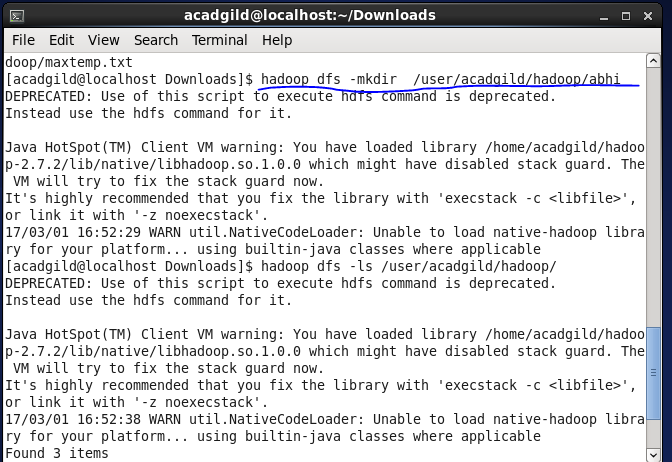 acadgild@localhost:~/Downloads
File Edit View Search Terminal Help
doop/maxtemp.txt
[acadgild@localhost Downloads]$ hadoop dfs -mkdir  /user/acadgild/hadoop/abhi
DEPRECATED: Use of this script to execute hdfs command is deprecated.
Instead use the hdfs command for it.

Java HotSpot(TM) Client VM warning: You have loaded library /home/acadgild/hadoo
p-2.7.2/lib/native/libhadoop.so.1.0.0 which might have disabled stack guard. The
 VM will try to fix the stack guard now.
It's highly recommended that you fix the library with 'execstack -c <libfile>',
or link it with '-z noexecstack'.
17/03/01 16:52:29 WARN util.NativeCodeLoader: Unable to load native-hadoop libra
ry for your platform... using builtin-java classes where applicable
[acadgild@localhost Downloads]$ hadoop dfs -ls /user/acadgild/hadoop/
DEPRECATED: Use of this script to execute hdfs command is deprecated.
Instead use the hdfs command for it.

Java HotSpot(TM) Client VM warning: You have loaded library /home/acadgild/hadoo
p-2.7.2/lib/native/libhadoop.so.1.0.0 which might have disabled stack guard. The
 VM will try to fix the stack guard now.
It's highly recommended that you fix the library with 'execstack -c <libfile>',
or link it with '-z noexecstack'.
17/03/01 16:52:38 WARN util.NativeCodeLoader: Unable to load native-hadoop libra
ry for your platform... using builtin-java classes where applicable
Found 3 items